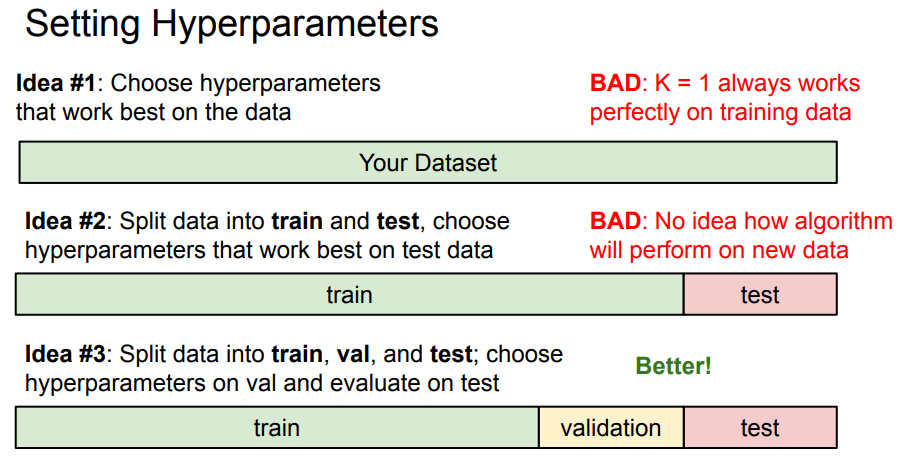 Setting Hyperparameters
Idea #1: Choose hyperparameters
that work best on the data
BAD: K = 1 always works
perfectly on training data
Your Dataset
Idea #2: Split data into train and test, choose
hyperparameters that work best on test data
BAD: No idea how algorithm
will perform on new data
train
test
Idea #3: Split data into train, val, and test; choose
hyperparameters on val and evaluate on test
Better!
train
validation
test